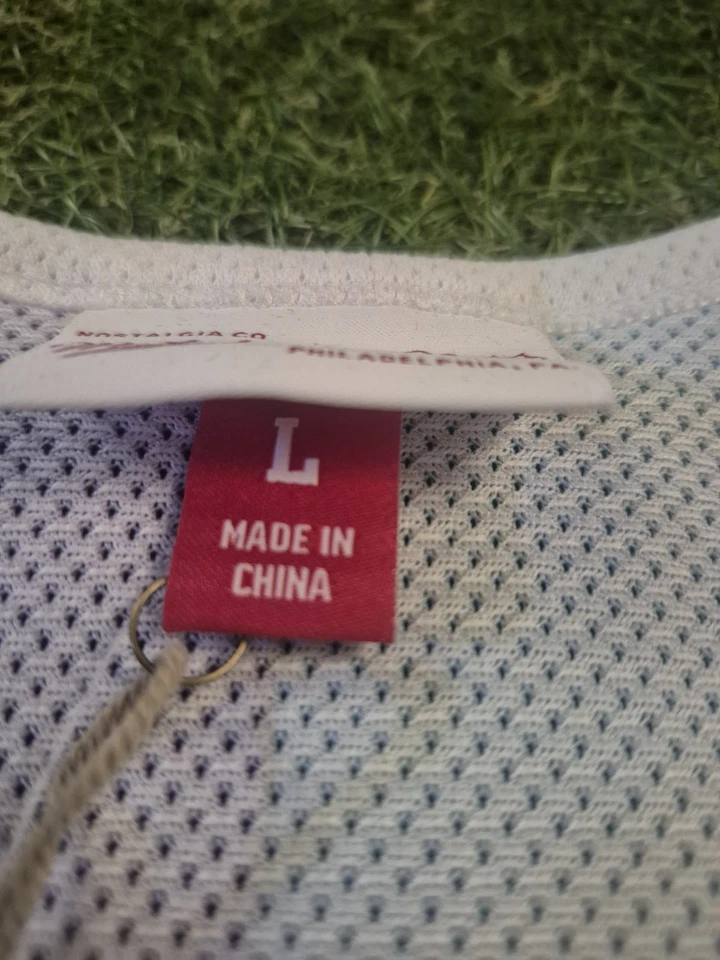 NOSTALGIA CO.
PHILADELPHIA, PA
L
MADE IN
CHINA